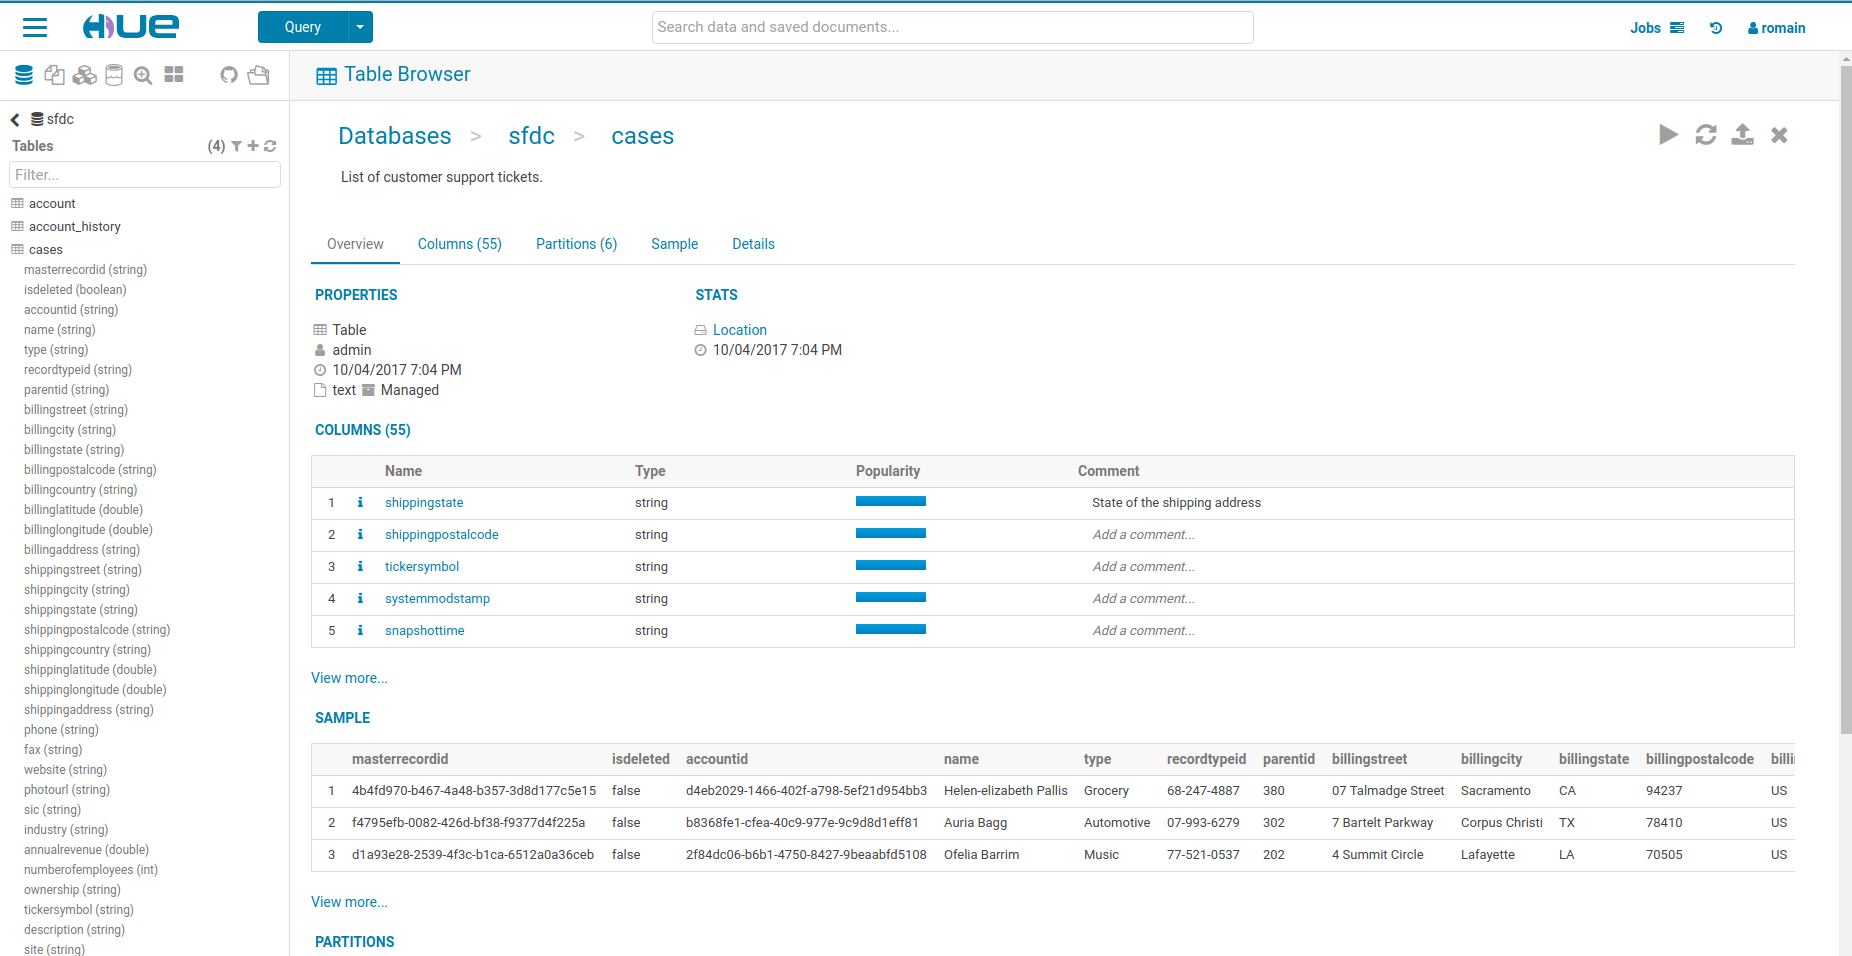 HUE
Query
Search data and saved documents...
Jobs
romain
sfdc
Tables (4)
Filter...
account
account_history
cases
masterrecordid (string)
isdeleted (boolean)
accountid (string)
name (string)
type (string)
recordtypeid (string)
parentid (string)
billingstreet (string)
billingcity (string)
billingstate (string)
billingpostalcode (string)
billingcountry (string)
billinglatitude (double)
billinglongitude (double)
billingaddress (string)
shippingstreet (string)
shippingcity (string)
shippingstate (string)
shippingpostalcode (string)
shippingcountry (string)
shippinglatitude (double)
shippinglongitude (double)
shippingaddress (string)
phone (string)
fax (string)
website (string)
photourl (string)
sic (string)
industry (string)
annualrevenue (double)
numberofemployees (int)
ownership (string)
tickersymbol (string)
description (string)
site (string)
Table Browser
Databases > sfdc > cases
List of customer support tickets.
Overview Columns (55) Partitions (6) Sample Details
PROPERTIES
Table
admin
10/04/2017 7:04 PM
text Managed
STATS
Location
10/04/2017 7:04 PM
COLUMNS (55)
Name Type Popularity Comment
1 i shippingstate string State of the shipping address
2 i shippingpostalcode string Add a comment...
3 i tickersymbol string Add a comment...
4 i systemmodstamp string Add a comment...
5 i snapshottime string Add a comment...
View more...
SAMPLE
masterrecordid isdeleted accountid name type recordtypeid parentid billingstreet billingcity billingstate billingpostalcode billi
1 4b4fd970-b467-4a48-b357-3d8d177c5e15 false d4eb2029-1466-402f-a798-5ef21d954bb3 Helen-elizabeth Pallis Grocery 68-247-4887 380 07 Talmadge Street Sacramento CA 94237 US
2 f4795efb-0082-426d-bf38-f9377d4f225a false b8368fe1-cfea-40c9-977e-9c9d8d1eff81 Auria Bagg Automotive 07-993-6279 302 7 Bartelt Parkway Corpus Christi TX 78410 US
3 d1a93e28-2539-4f3c-b1ca-6512a0a36ceb false 2f84dc06-b6b1-4750-8427-9beaabfd5108 Ofelia Barrim Music 77-521-0537 202 4 Summit Circle Lafayette LA 70505 US
View more...
PARTITIONS